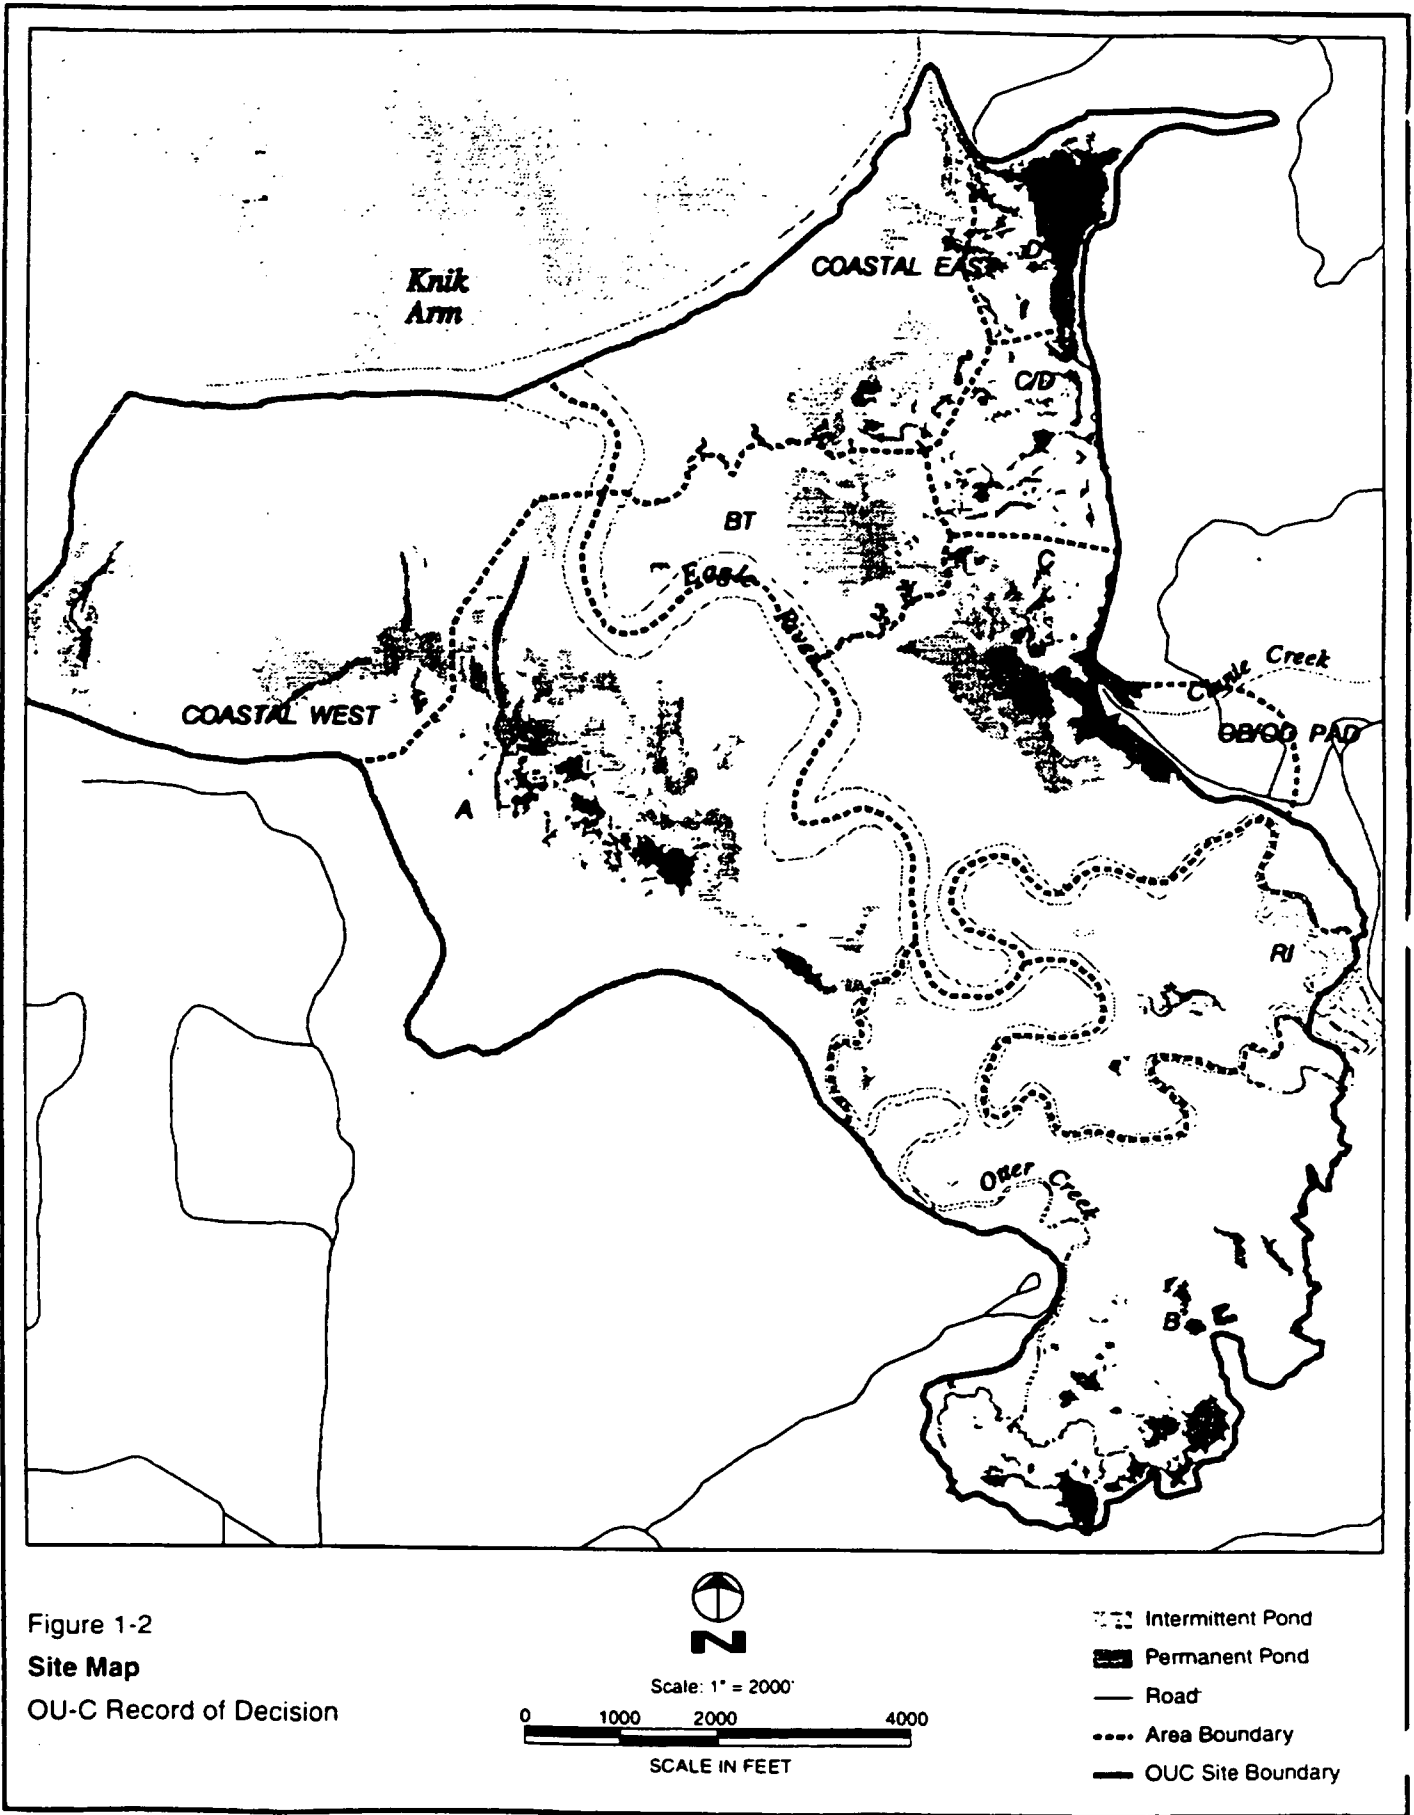 Knik
Arm
COASTAL EAST
D
C/D
BT
C
Eagle
River
Creek
COASTAL WEST
OB/OD PAD
A
RI
Otter Creek
B
Figure 1-2
Site Map
OU-C Record of Decision
N
Scale: 1" = 2000'
0 1000 2000 4000
SCALE IN FEET
Intermittent Pond
Permanent Pond
Road
Area Boundary
OUC Site Boundary